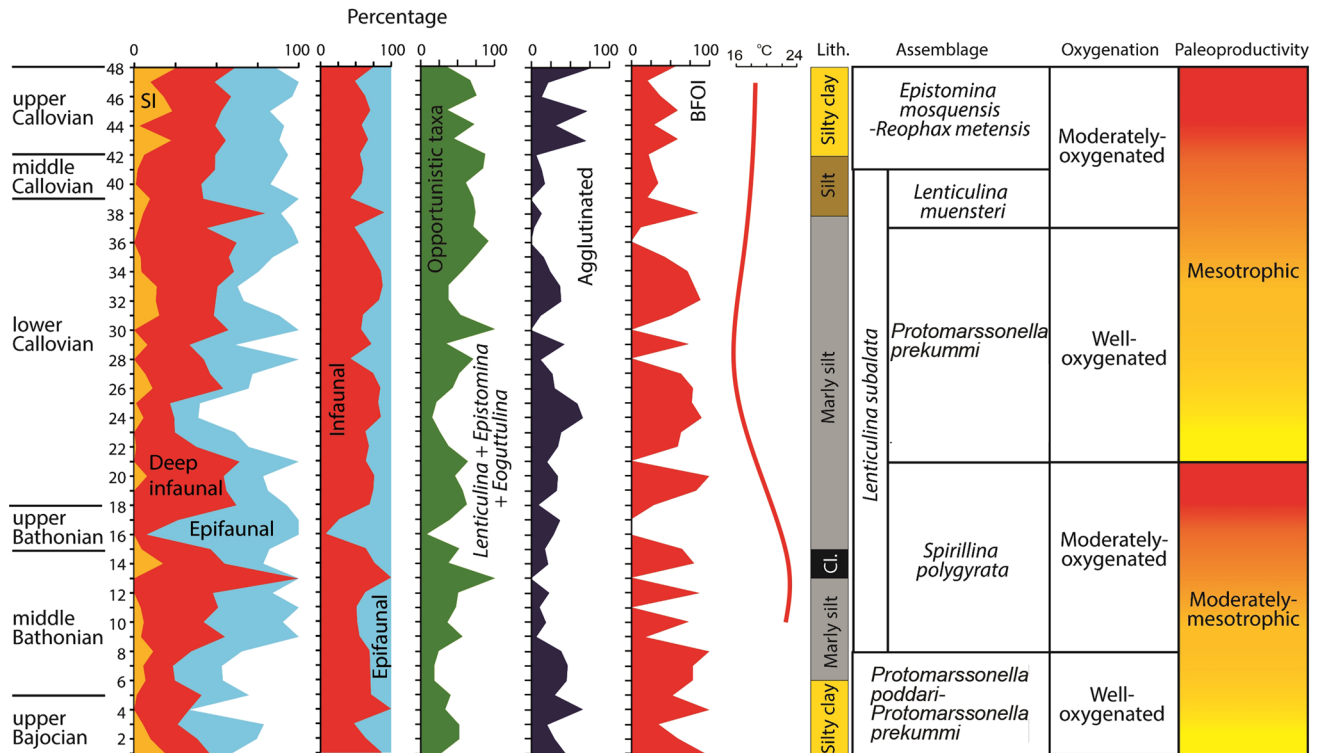 Percentage
0 100
0 100
0 100
0 100
0 100
16 °C 24
Lith.
Assemblage
Oxygenation
Paleoproductivity
48
46
44
42
40
38
36
34
32
30
28
26
24
22
20
18
16
14
12
10
8
6
4
2
upper
Callovian
middle
Callovian
lower
Callovian
upper
Bathonian
middle
Bathonian
upper
Bajocian
SI
Deep
infaunal
Epifaunal
Infaunal
Epifaunal
Opportunistic taxa
Lenticulina + Epistomina
+ Eoguttulina
Agglutinated
BFOI
Silty clay
Silt
Marly silt
Cl.
Marly silt
Silty clay
Epistomina
mosquensis
-Reophax metensis
Lenticulina subalata
Lenticulina
muensteri
Protomarssonella
prekummi
Spirillina
polygyrata
Protomarssonella
poddari-
Protomarssonella
prekummi
Moderately-
oxygenated
Well-
oxygenated
Moderately-
oxygenated
Well-
oxygenated
Mesotrophic
Moderately-
mesotrophic